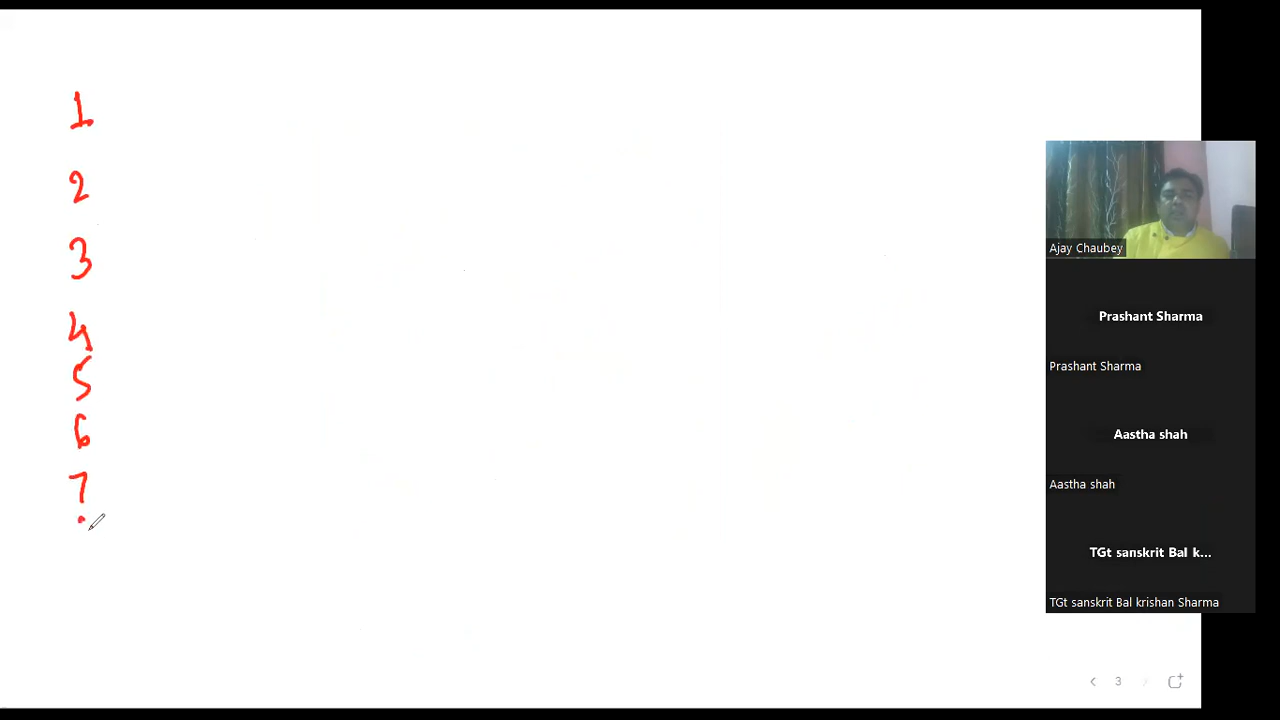 1
2
3
4
5
6
7
Ajay Chaubey
Prashant Sharma
Prashant Sharma
Aastha shah
Aastha shah
TGt sanskrit Bal k...
TGt sanskrit Bal krishan Sharma
3